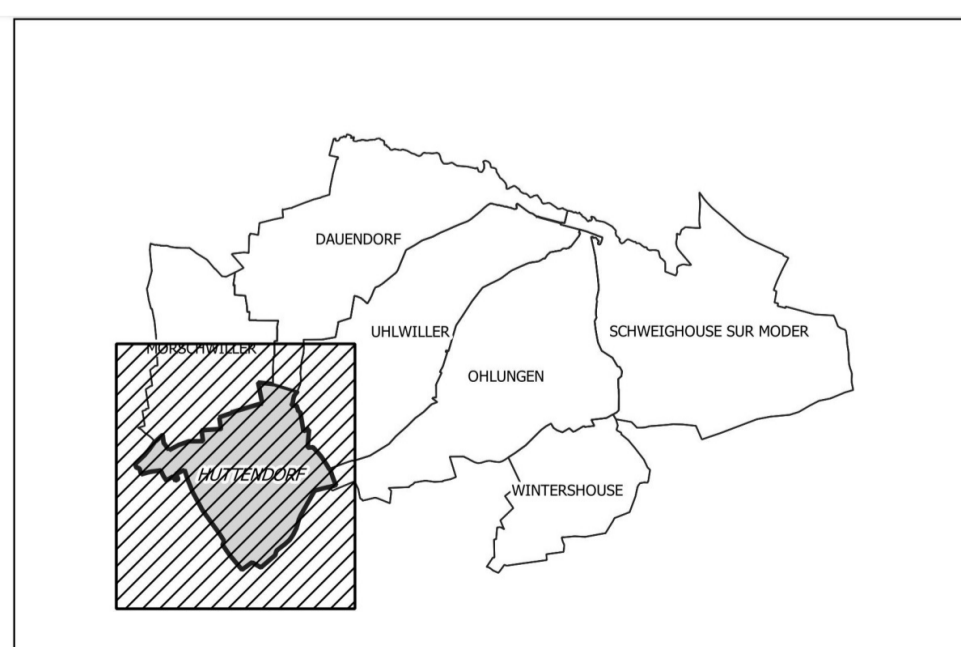 DAUENDORF
UHLWILLER
SCHWEIGHOUSE SUR MODER
MORSCHWILLER
OHLUNGEN
HUTTENDORF
WINTERSHOUSE